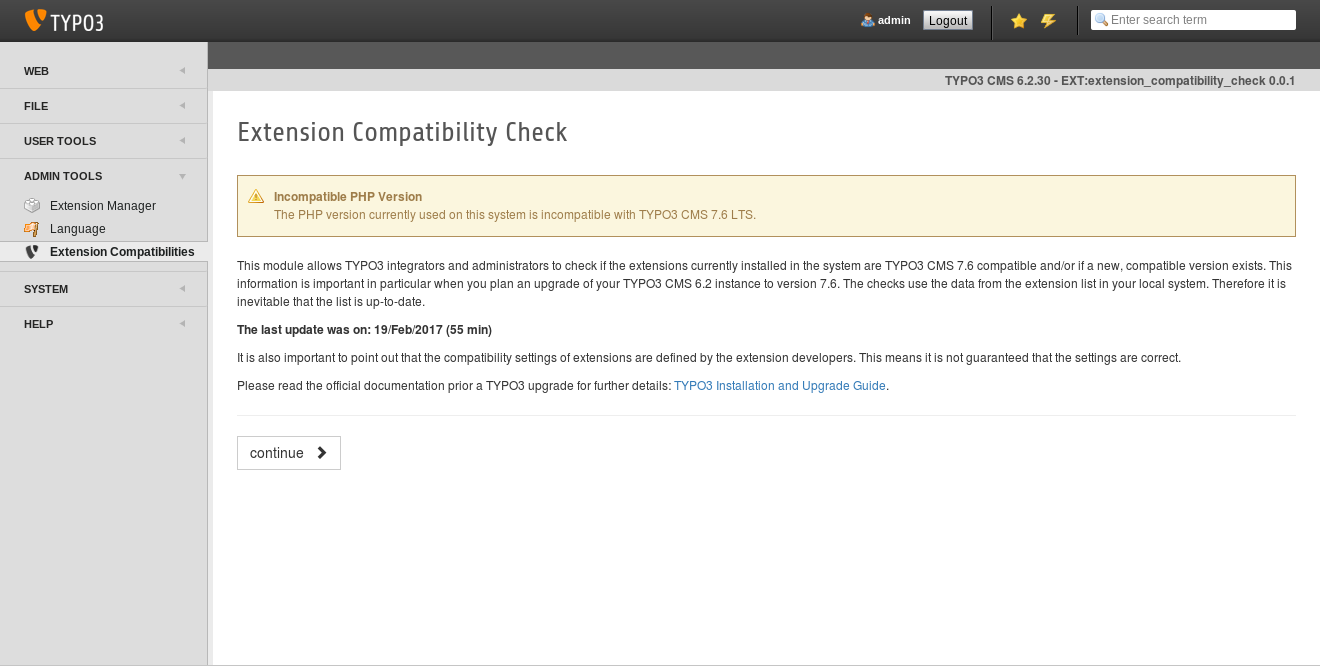 TYPO3
admin
Logout
Enter search term
WEB
FILE
USER TOOLS
ADMIN TOOLS
Extension Manager
Language
Extension Compatibilities
SYSTEM
HELP
TYPO3 CMS 6.2.30 - EXT:extension_compatibility_check 0.0.1
Extension Compatibility Check
Incompatible PHP Version
The PHP version currently used on this system is incompatible with TYPO3 CMS 7.6 LTS.
This module allows TYPO3 integrators and administrators to check if the extensions currently installed in the system are TYPO3 CMS 7.6 compatible and/or if a new, compatible version exists. This
information is important in particular when you plan an upgrade of your TYPO3 CMS 6.2 instance to version 7.6. The checks use the data from the extension list in your local system. Therefore it is
inevitable that the list is up-to-date.
The last update was on: 19/Feb/2017 (55 min)
It is also important to point out that the compatibility settings of extensions are defined by the extension developers. This means it is not guaranteed that the settings are correct.
Please read the official documentation prior a TYPO3 upgrade for further details: TYPO3 Installation and Upgrade Guide.
continue